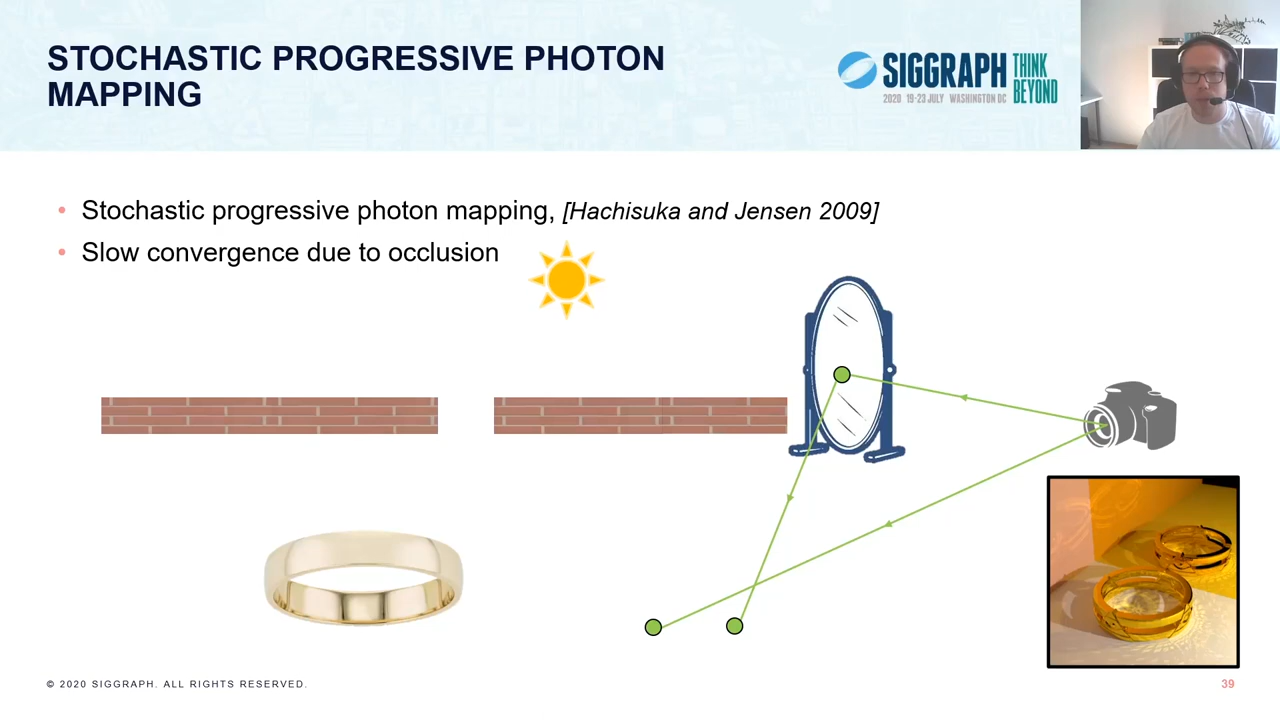 STOCHASTIC PROGRESSIVE PHOTON
MAPPING
SIGGRAPH THINK
2020 19-23 JULY WASHINGTON DC BEYOND
• Stochastic progressive photon mapping, [Hachisuka and Jensen 2009]
• Slow convergence due to occlusion
© 2020 SIGGRAPH. ALL RIGHTS RESERVED.
39